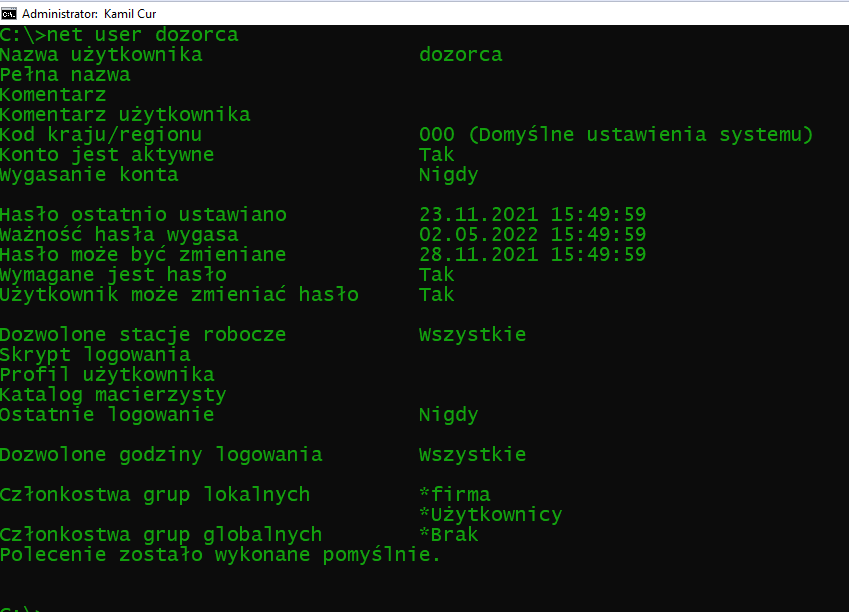 Administrator: Kamil Cur
C:\>net user dozorca
Nazwa użytkownika dozorca
Pełna nazwa
Komentarz
Komentarz użytkownika
Kod kraju/regionu 000 (Domyślne ustawienia systemu)
Konto jest aktywne Tak
Wygasanie konta Nigdy
Hasło ostatnio ustawiano 23.11.2021 15:49:59
Ważność hasła wygasa 02.05.2022 15:49:59
Hasło może być zmieniane 28.11.2021 15:49:59
Wymagane jest hasło Tak
Użytkownik może zmieniać hasło Tak
Dozwolone stacje robocze Wszystkie
Skrypt logowania
Profil użytkownika
Katalog macierzysty
Ostatnie logowanie Nigdy
Dozwolone godziny logowania Wszystkie
Członkostwa grup lokalnych *firma
*Użytkownicy
Członkostwa grup globalnych *Brak
Polecenie zostało wykonane pomyślnie.
C:\>